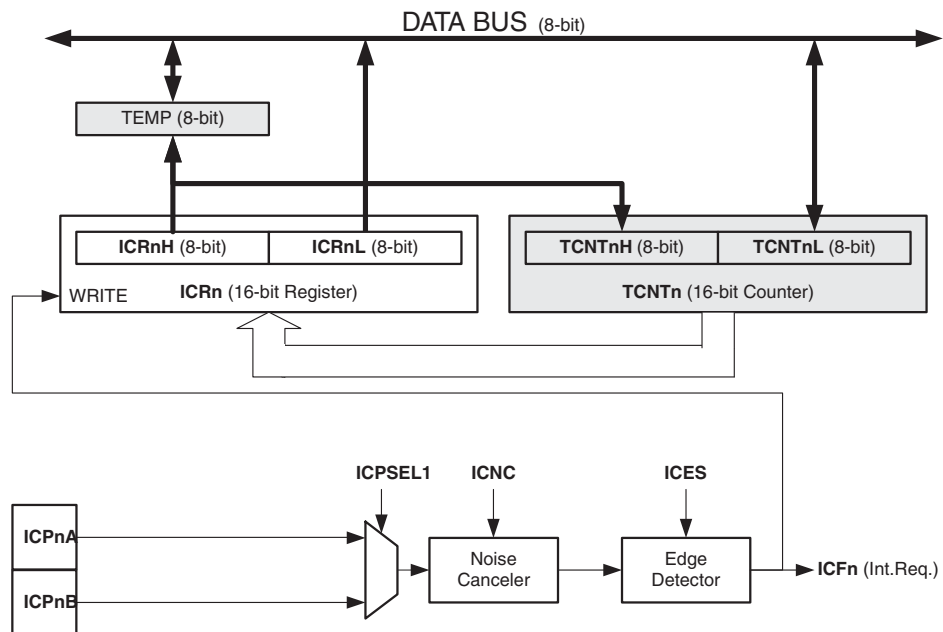 DATA BUS (8-bit)
TEMP (8-bit)
ICRnH (8-bit) ICRnL (8-bit)
TCNTnH (8-bit) TCNTnL (8-bit)
WRITE
ICRn (16-bit Register)
TCNTn (16-bit Counter)
ICPSEL1
ICNC
ICES
ICPnA
ICPnB
Noise
Canceler
Edge
Detector
ICFn (Int.Req.)